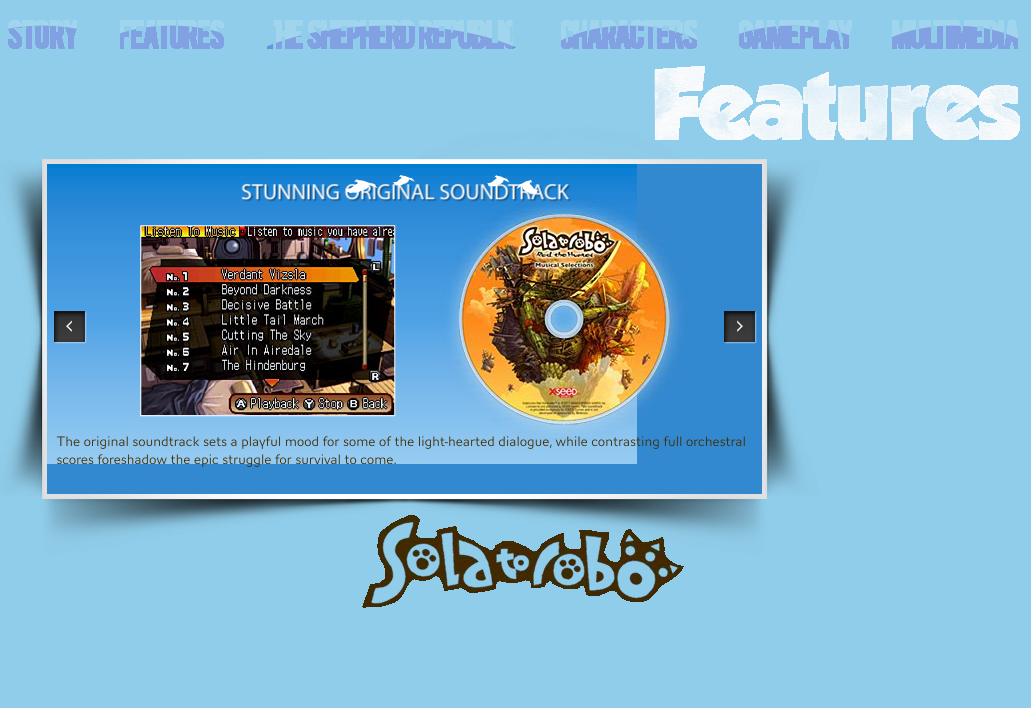 STORY FEATURES THE SHEPHERD REPUBLIC CHARACTERS GAMEPLAY MULTIMEDIA
Features
STUNNING ORIGINAL SOUNDTRACK
Listen To Music Listen to music you have alre
L
No. 1 Verdant Vizsla
No. 2 Beyond Darkness
No. 3 Decisive Battle
No. 4 Little Tail March
No. 5 Cutting The Sky
No. 6 Air In Airedale
No. 7 The Hindenburg
R
A Playback Y Stop B Back
Solatorobo
Red the Hunter
Musical Selections
XSEED
The original soundtrack sets a playful mood for some of the light-hearted dialogue, while contrasting full orchestral
scores foreshadow the epic struggle for survival to come.
Solatorobo